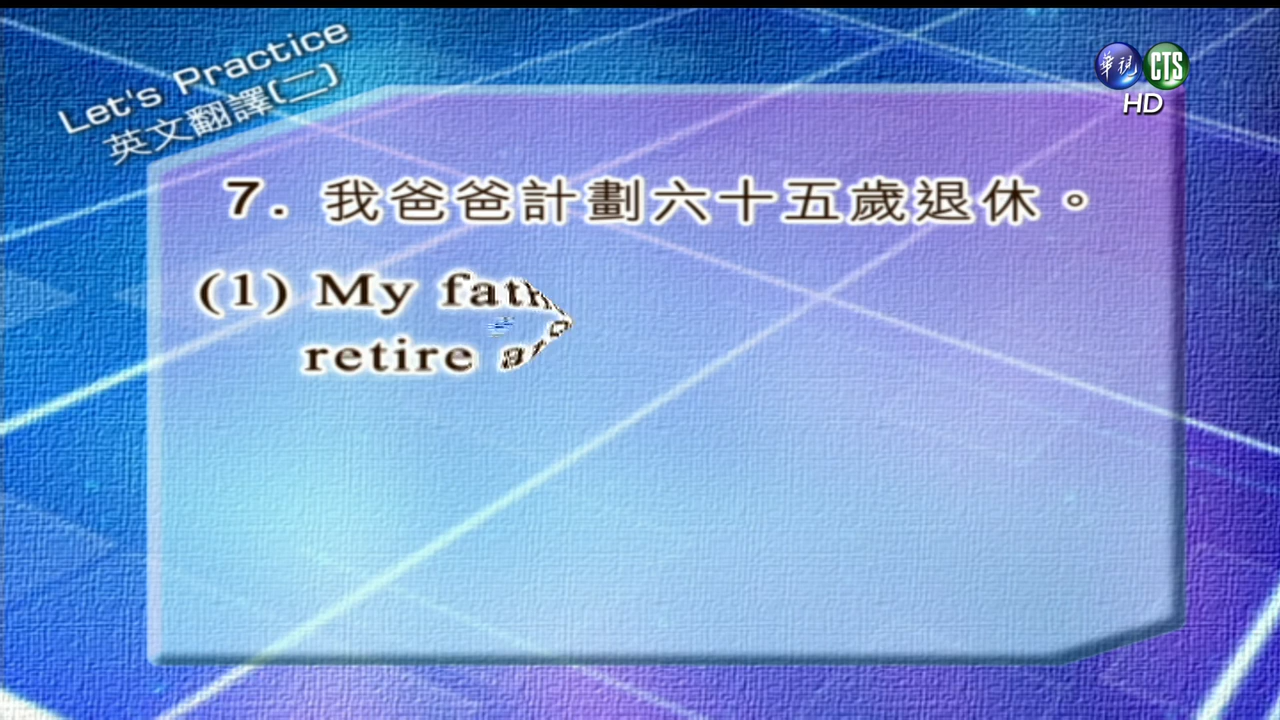 Let's Practice
英文翻譯(二)
華視 CTS
HD
7. 我爸爸計劃六十五歲退休。
(1) My
retire